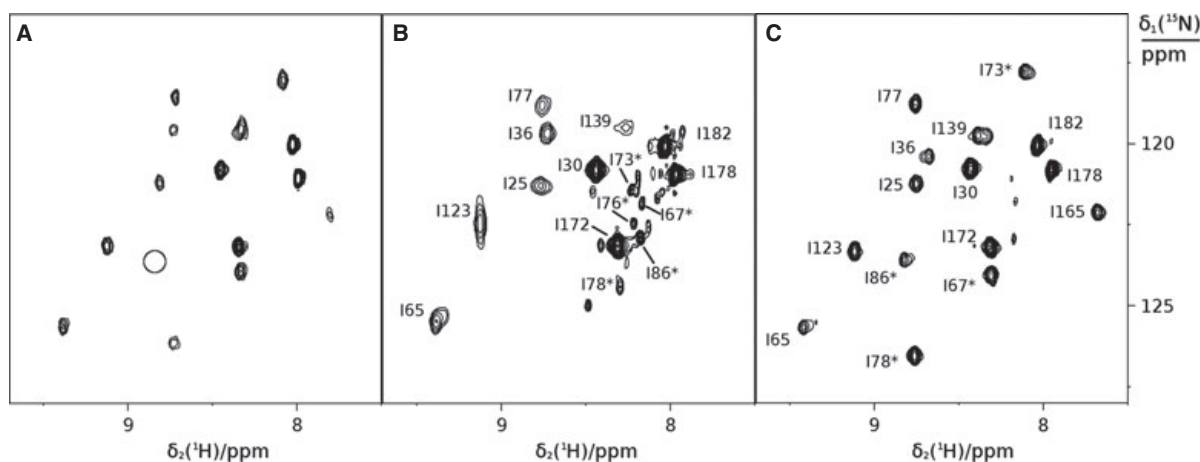 A
B
C
δ₁(¹⁵N)
ppm
I73*
I77
I77
I139
I182
I139
I182
120
I36
I36
I73*
I30
I178
I178
I30
I25
I25
I76*
I67*
I165
I123
I172
I172
I123
I86*
I86*
I67*
I78*
125
I65
I65
I78*
9
8
9
8
9
8
δ₂(¹H)/ppm
δ₂(¹H)/ppm
δ₂(¹H)/ppm